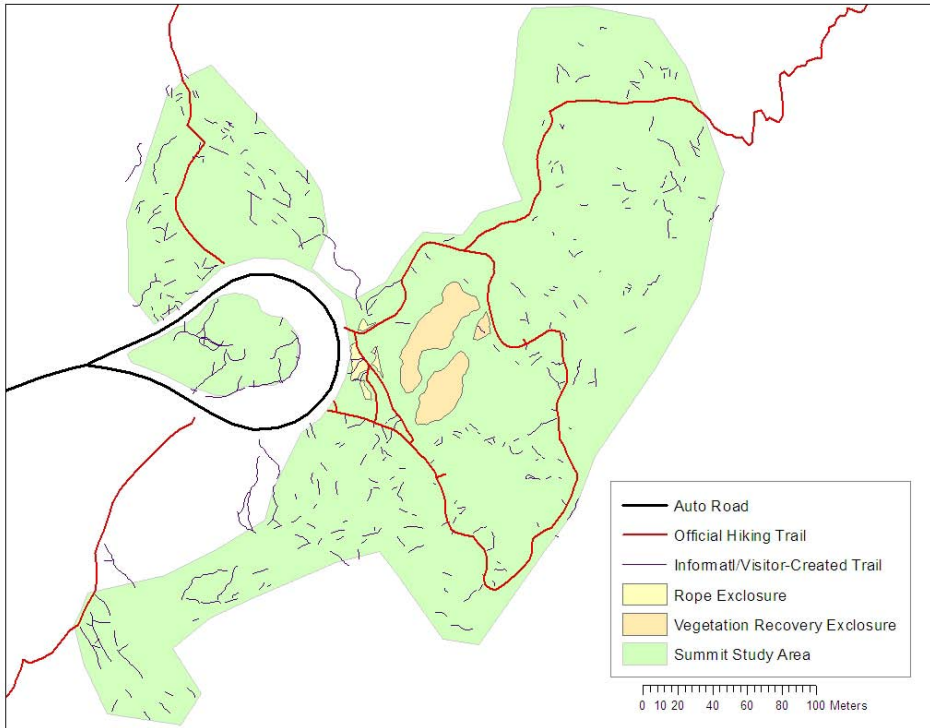 Auto Road
Official Hiking Trail
Informatl/Visitor-Created Trail
Rope Exclosure
Vegetation Recovery Exclosure
Summit Study Area
0 10 20 40 60 80 100 Meters